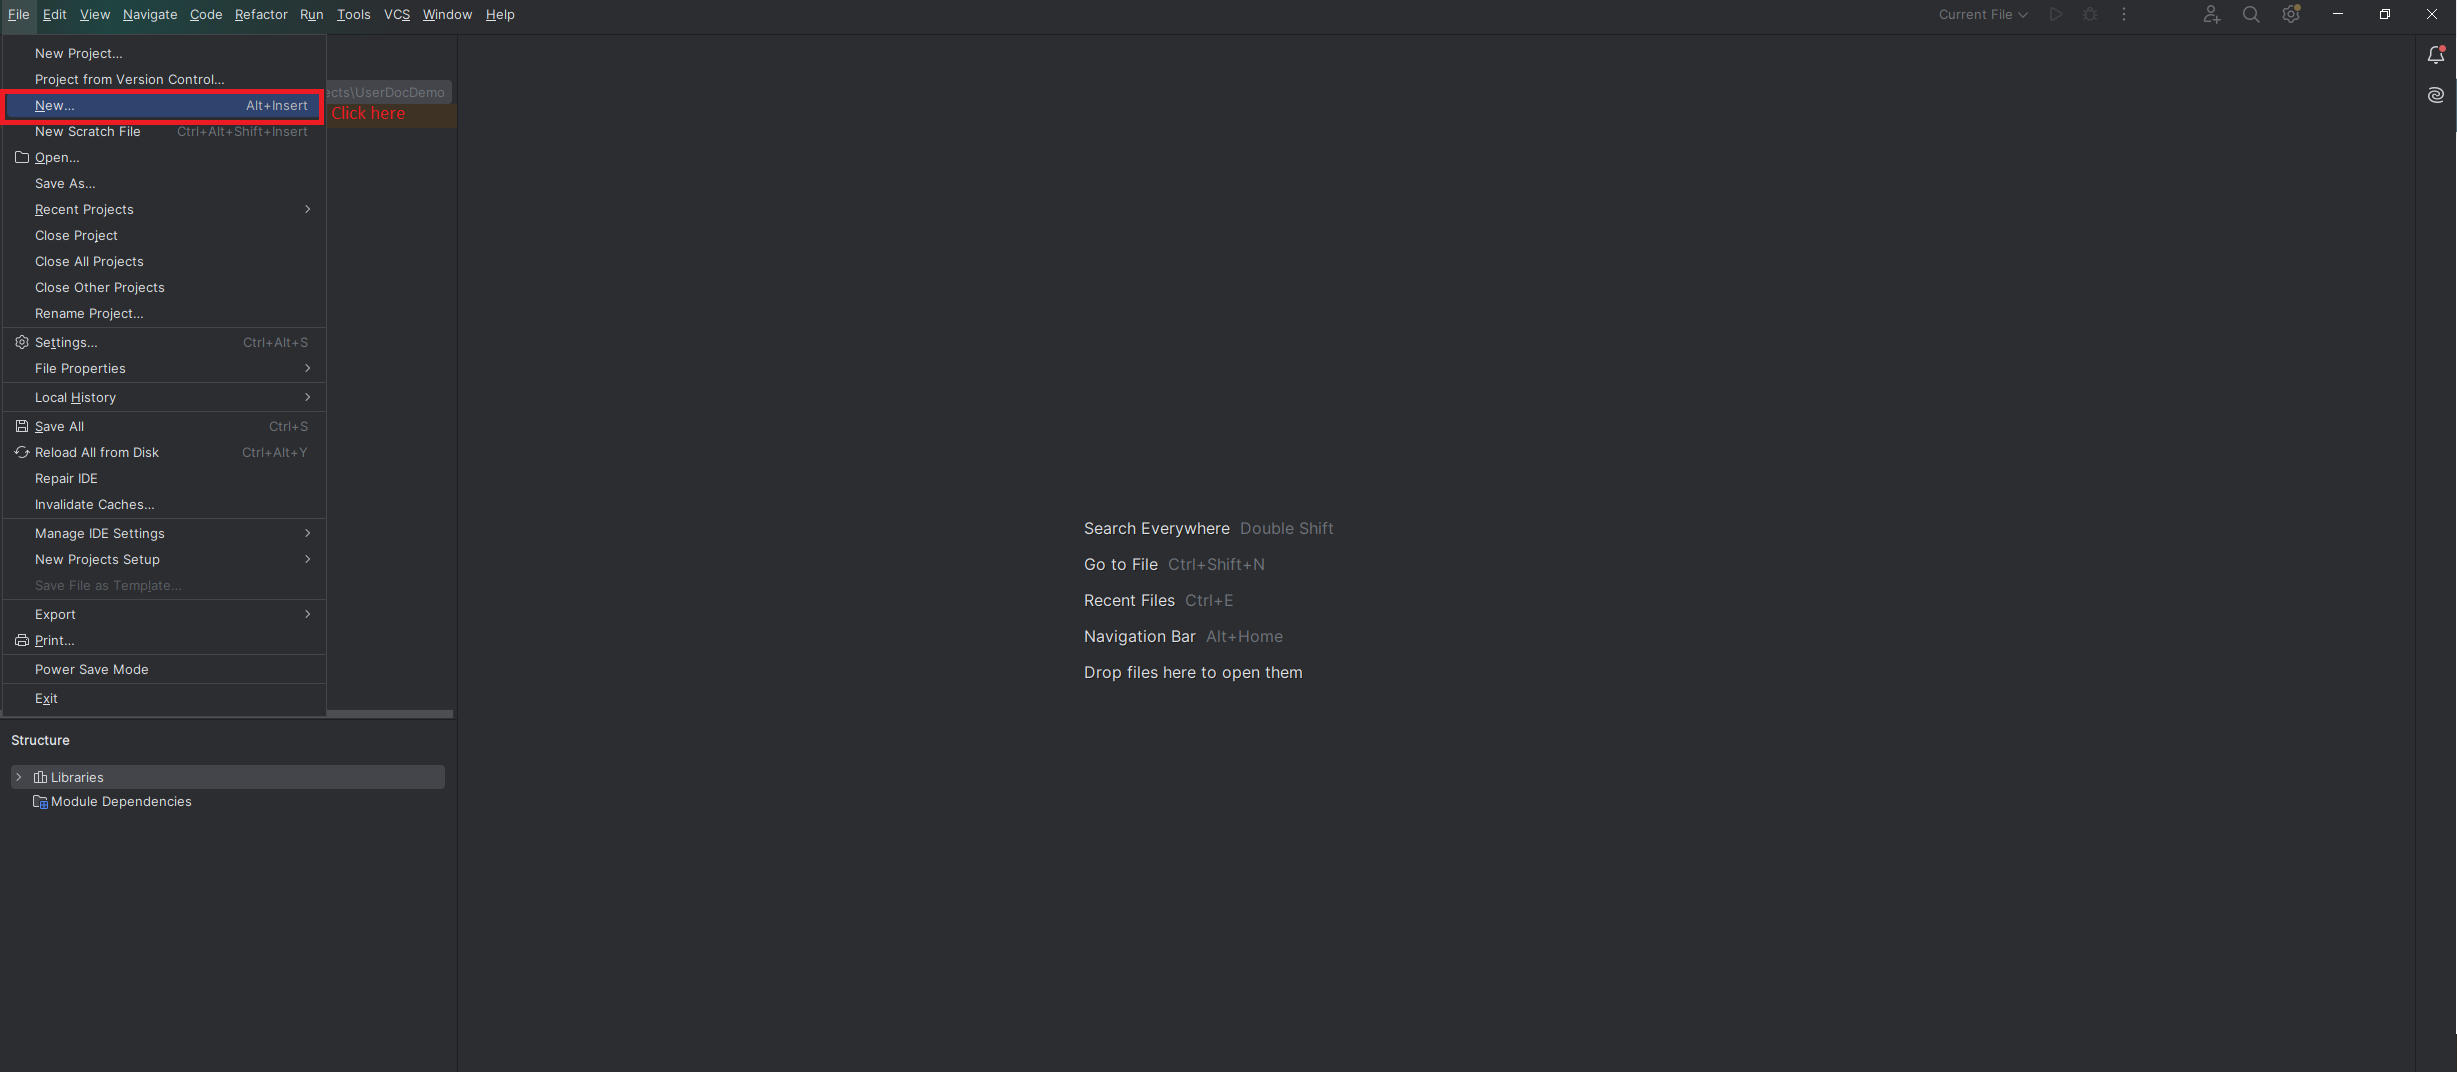 File Edit View Navigate Code Refactor Run Tools VCS Window Help Current File
New Project...
Project from Version Control...
ects\UserDocDemo
New... Alt+Insert
Click here
New Scratch File Ctrl+Alt+Shift+Insert
Open...
Save As...
Recent Projects
Close Project
Close All Projects
Close Other Projects
Rename Project...
Settings... Ctrl+Alt+S
File Properties
Local History
Save All Ctrl+S
Reload All from Disk Ctrl+Alt+Y
Repair IDE
Invalidate Caches...
Manage IDE Settings
New Projects Setup
Save File as Template...
Export
Print...
Power Save Mode
Exit
Structure
Libraries
Module Dependencies
Search Everywhere Double Shift
Go to File Ctrl+Shift+N
Recent Files Ctrl+E
Navigation Bar Alt+Home
Drop files here to open them